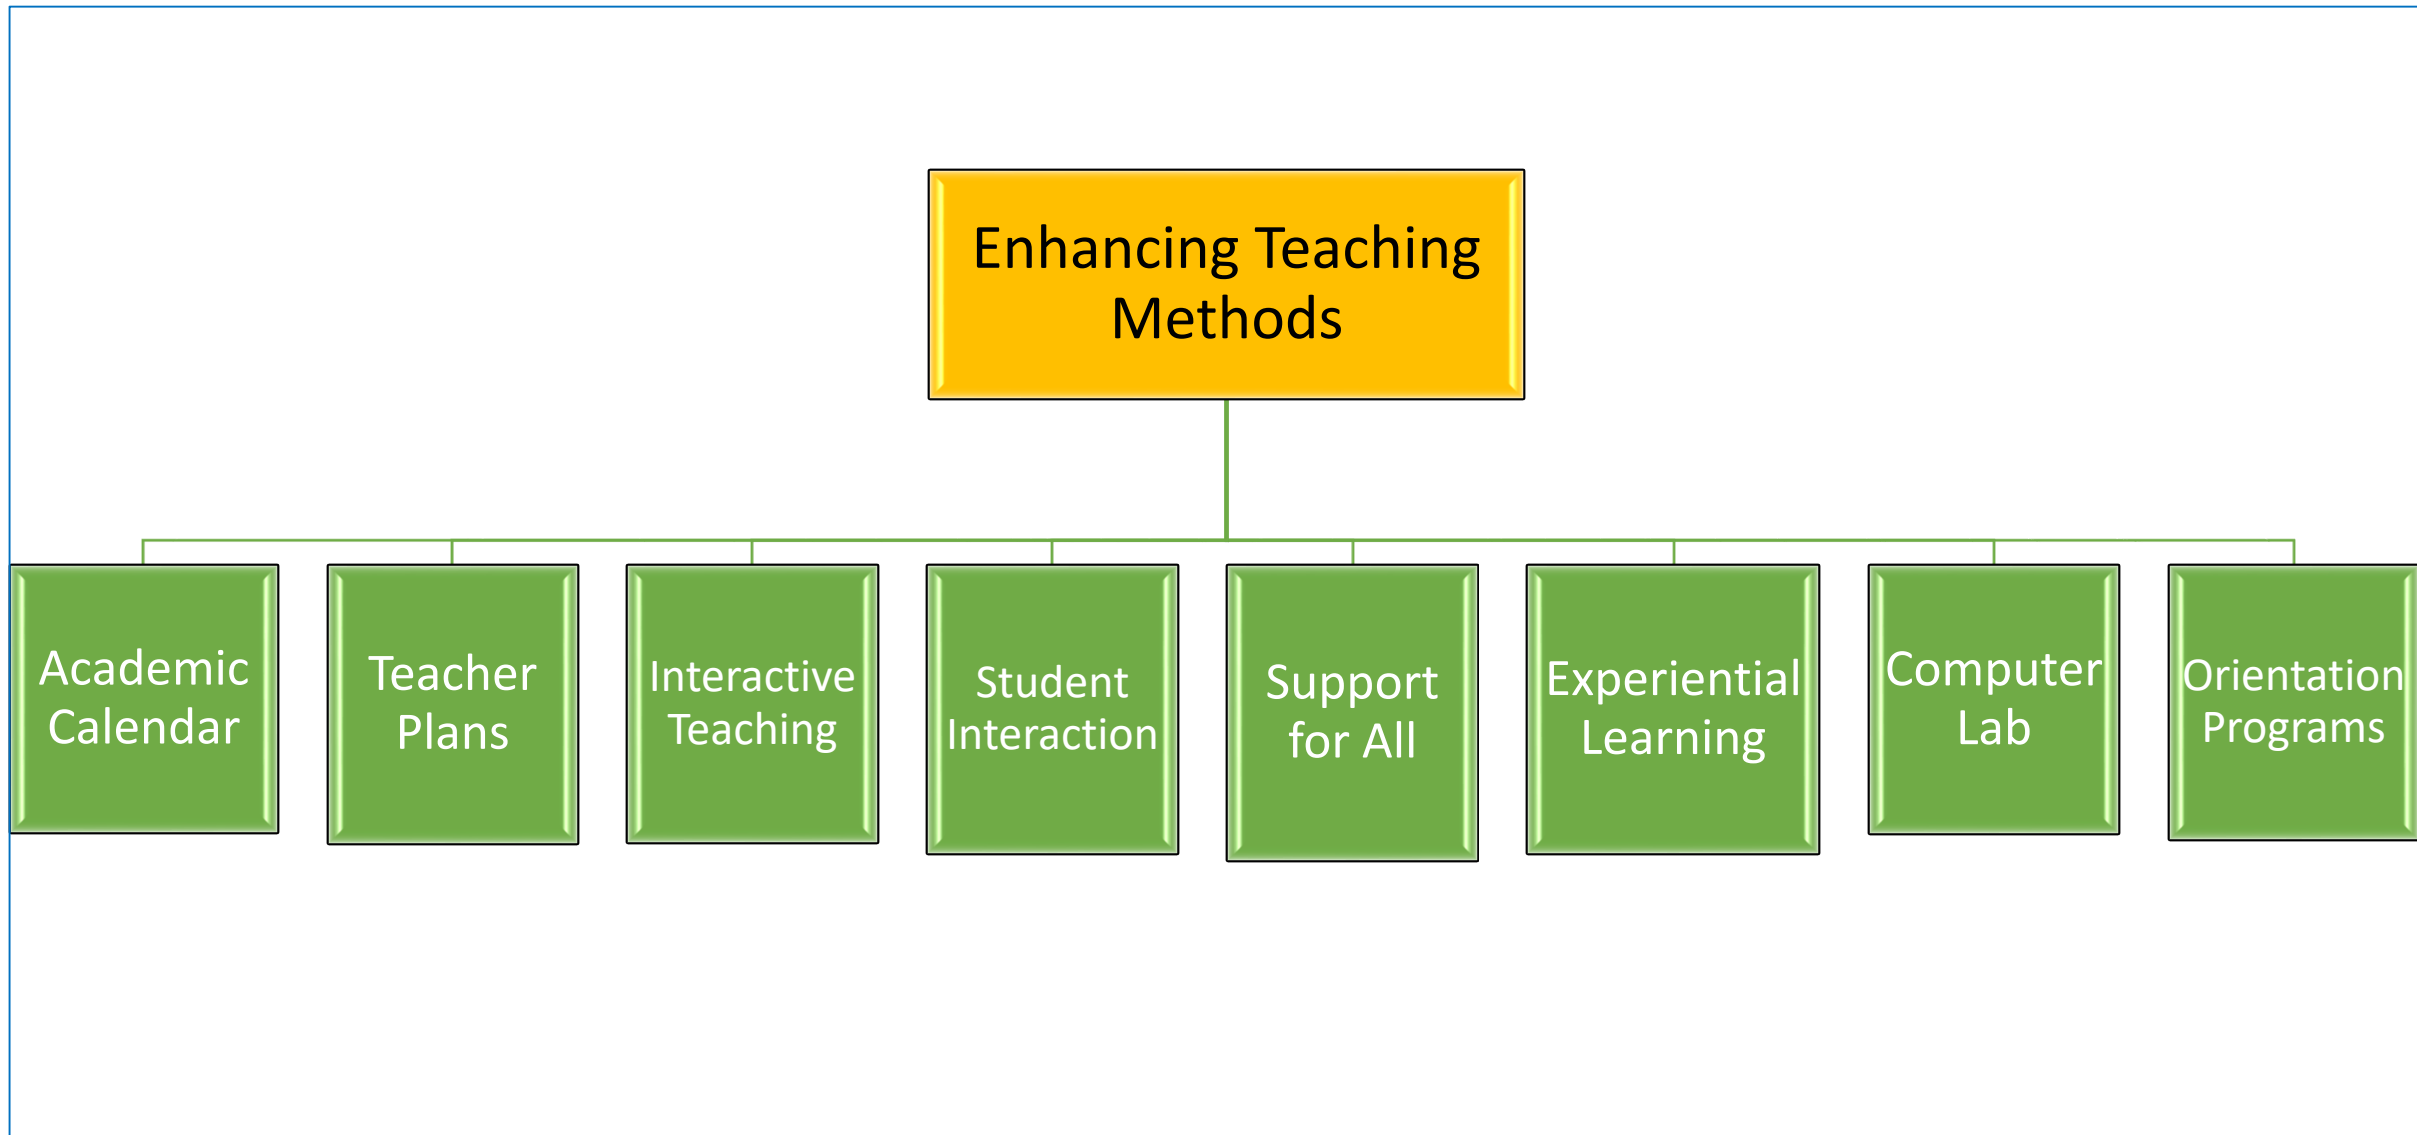 Enhancing Teaching
Methods
Academic
Calendar
Teacher
Plans
Interactive
Teaching
Student
Interaction
Support
for All
Experiential
Learning
Computer
Lab
Orientation
Programs